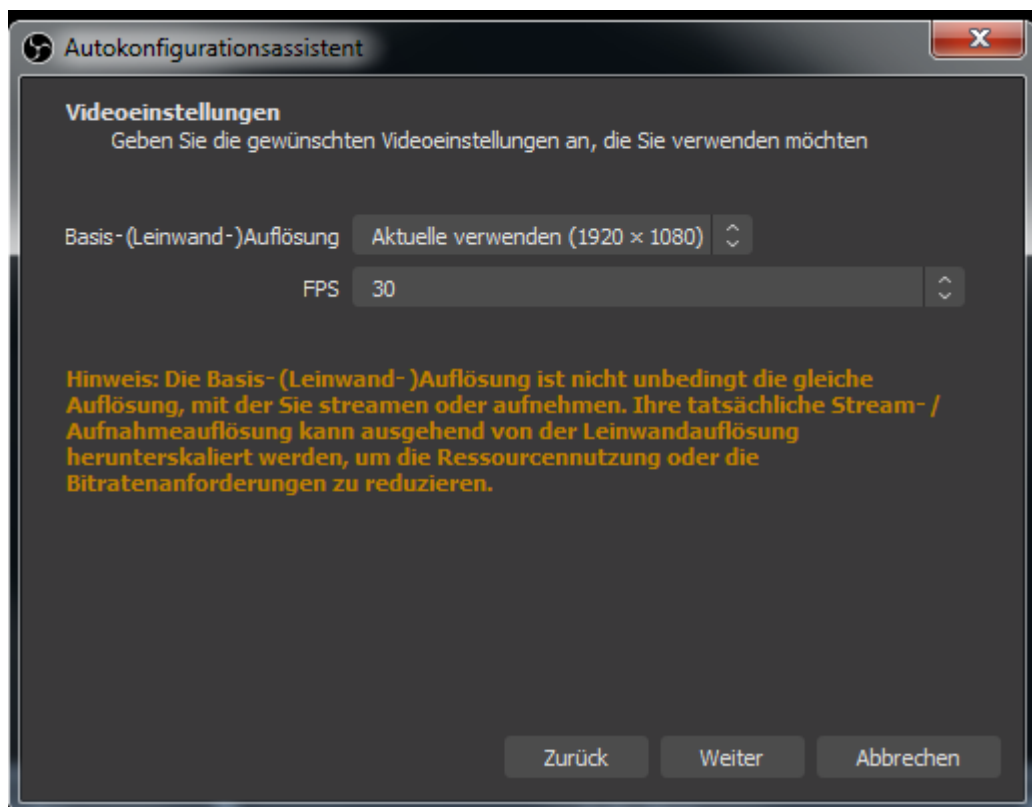 Autokonfigurationsassistent
Videoeinstellungen
Geben Sie die gewünschten Videoeinstellungen an, die Sie verwenden möchten
Basis-(Leinwand-)Auflösung Aktuelle verwenden (1920 × 1080)
FPS 30
Hinweis: Die Basis-(Leinwand-)Auflösung ist nicht unbedingt die gleiche
Auflösung, mit der Sie streamen oder aufnehmen. Ihre tatsächliche Stream-/
Aufnahmeauflösung kann ausgehend von der Leinwandauflösung
herunterskaliert werden, um die Ressourcennutzung oder die
Bitratenanforderungen zu reduzieren.
Zurück Weiter Abbrechen